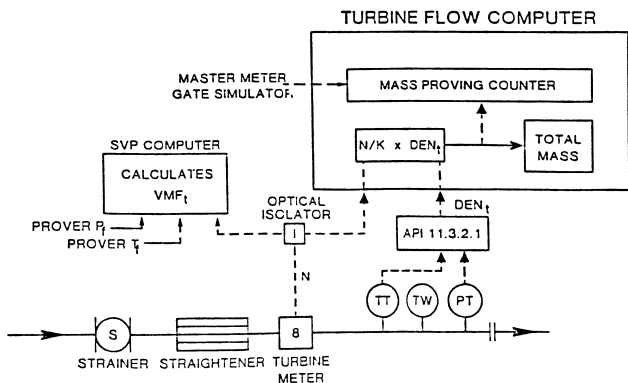 TURBINE FLOW COMPUTER
MASTER METER
GATE SIMULATOR
MASS PROVING COUNTER
SVP COMPUTER
CALCULATES
VMFt
N/K x DENt
TOTAL
MASS
OPTICAL
ISCLATOR
I
DENt
PROVER Pf
PROVER Tf
API 11.3.2.1
N
TT
TW
PT
S
8
STRAINER
STRAIGHTENER
TURBINE
METER